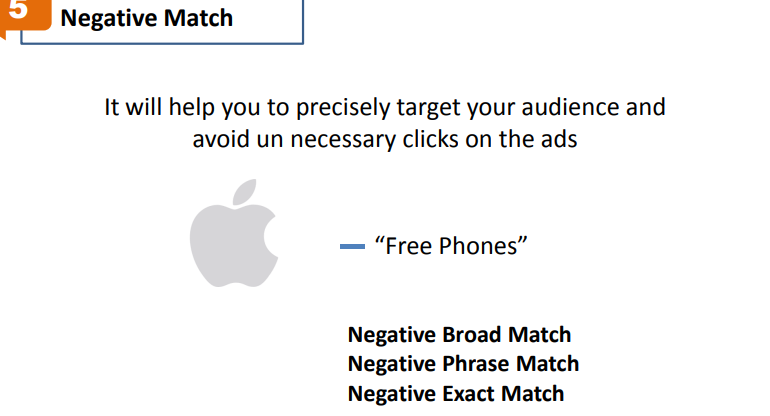 5
Negative Match
It will help you to precisely target your audience and
avoid un necessary clicks on the ads
“Free Phones”
Negative Broad Match
Negative Phrase Match
Negative Exact Match